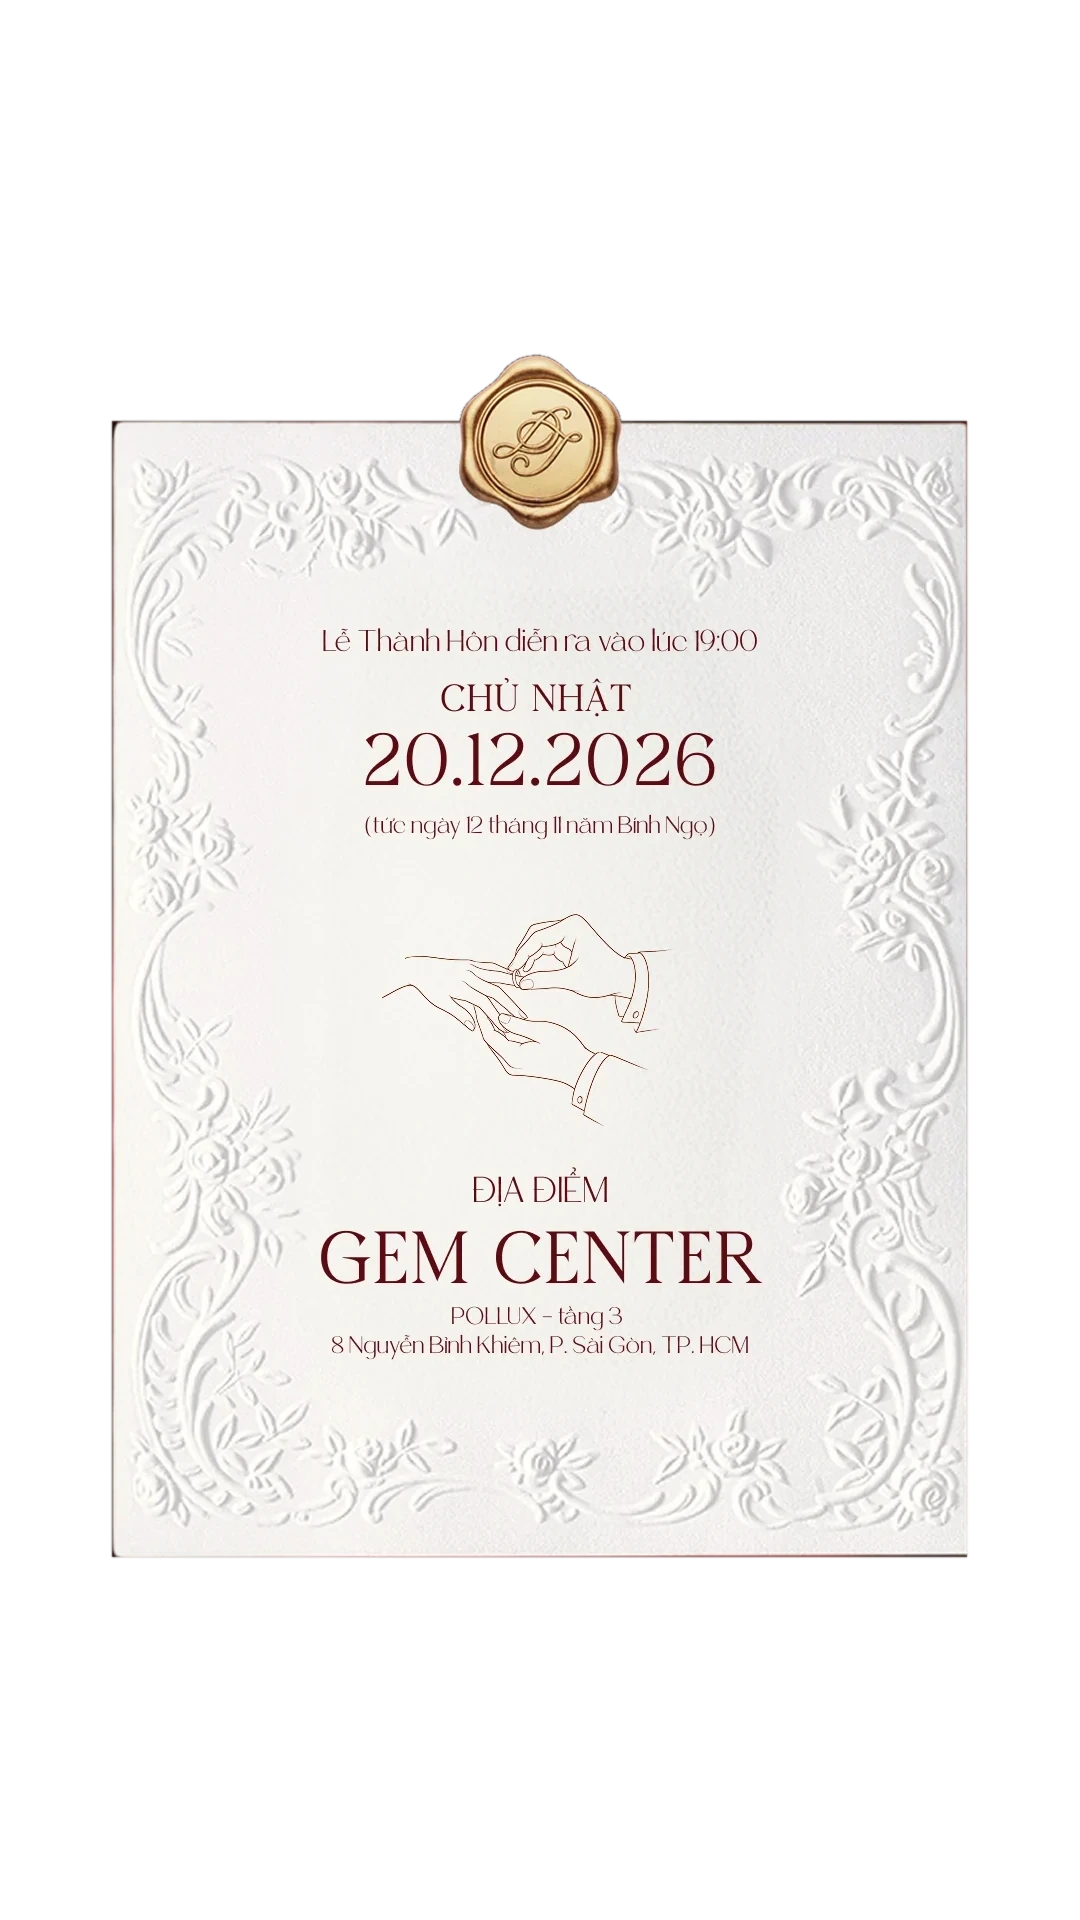 Lễ Thành Hôn diễn ra vào lúc 19:00
CHỦ NHẬT
20.12.2026
(tức ngày 12 tháng 11 năm Bính Ngọ)
ĐỊA ĐIỂM
GEM CENTER
POLLUX – tầng 3
8 Nguyễn Bỉnh Khiêm, P. Sài Gòn, TP. HCM